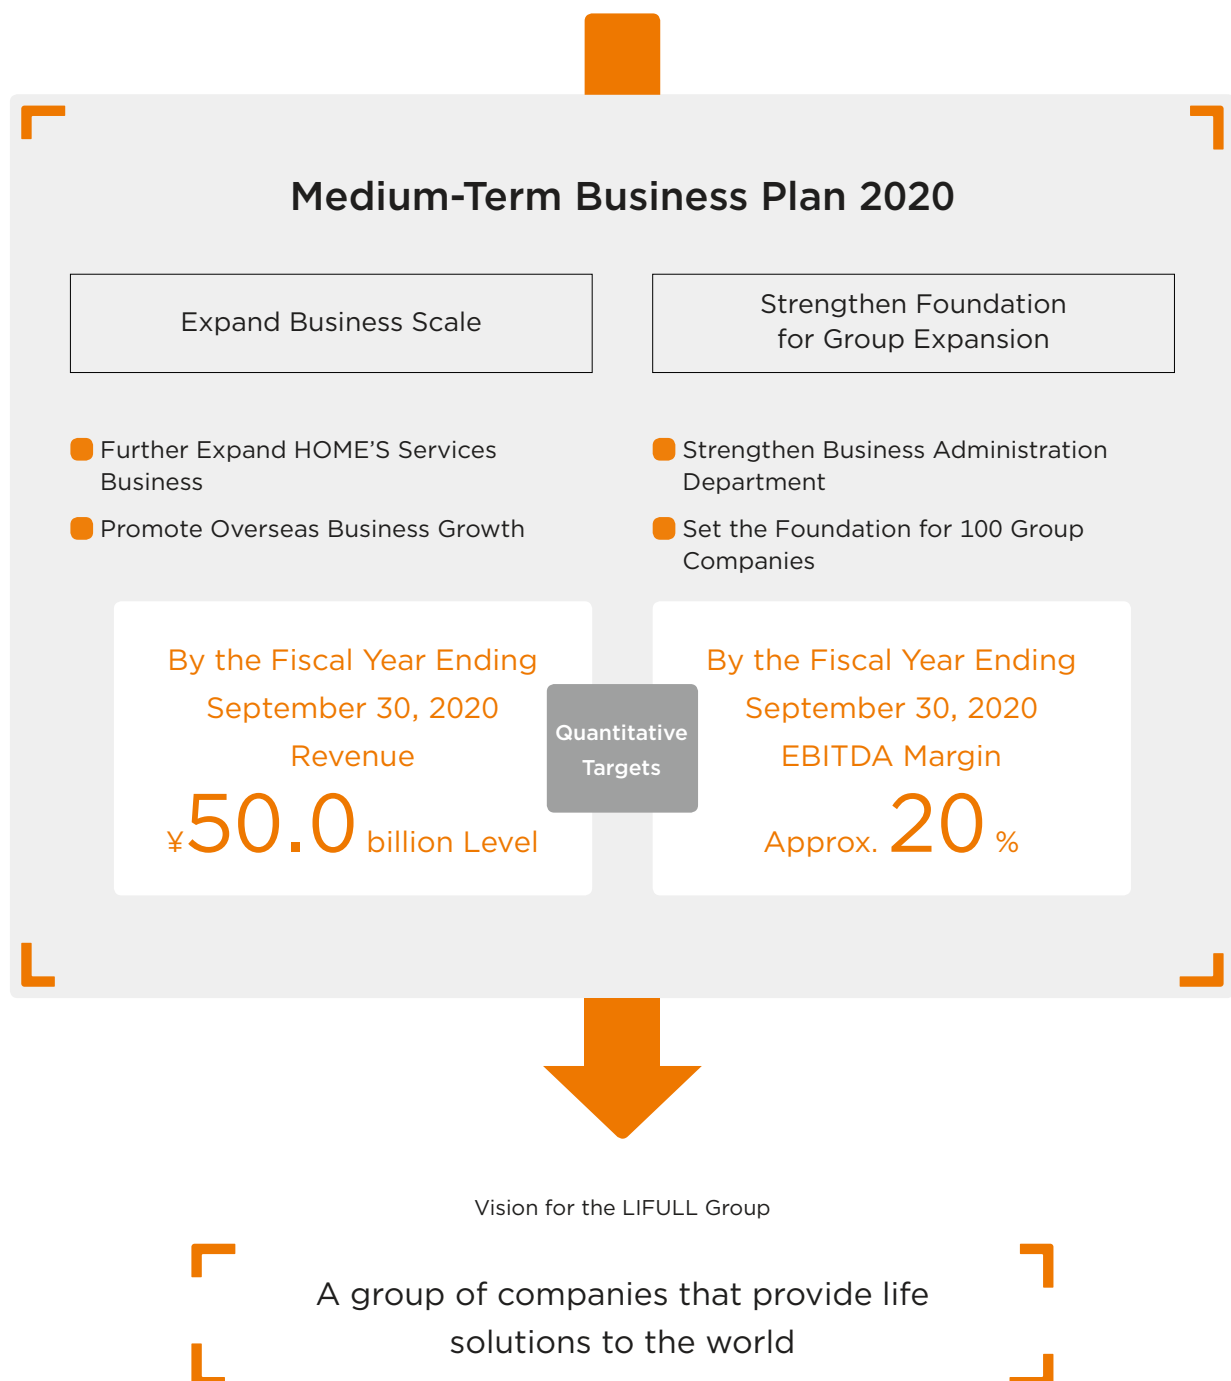 Medium-Term Business Plan 2020
Expand Business Scale
Strengthen Foundation
for Group Expansion
Further Expand HOME’S Services
Business
Promote Overseas Business Growth
Strengthen Business Administration
Department
Set the Foundation for 100 Group
Companies
By the Fiscal Year Ending
September 30, 2020
Revenue
¥50.0 billion Level
Quantitative
Targets
By the Fiscal Year Ending
September 30, 2020
EBITDA Margin
Approx. 20 %
Vision for the LIFULL Group
A group of companies that provide life
solutions to the world